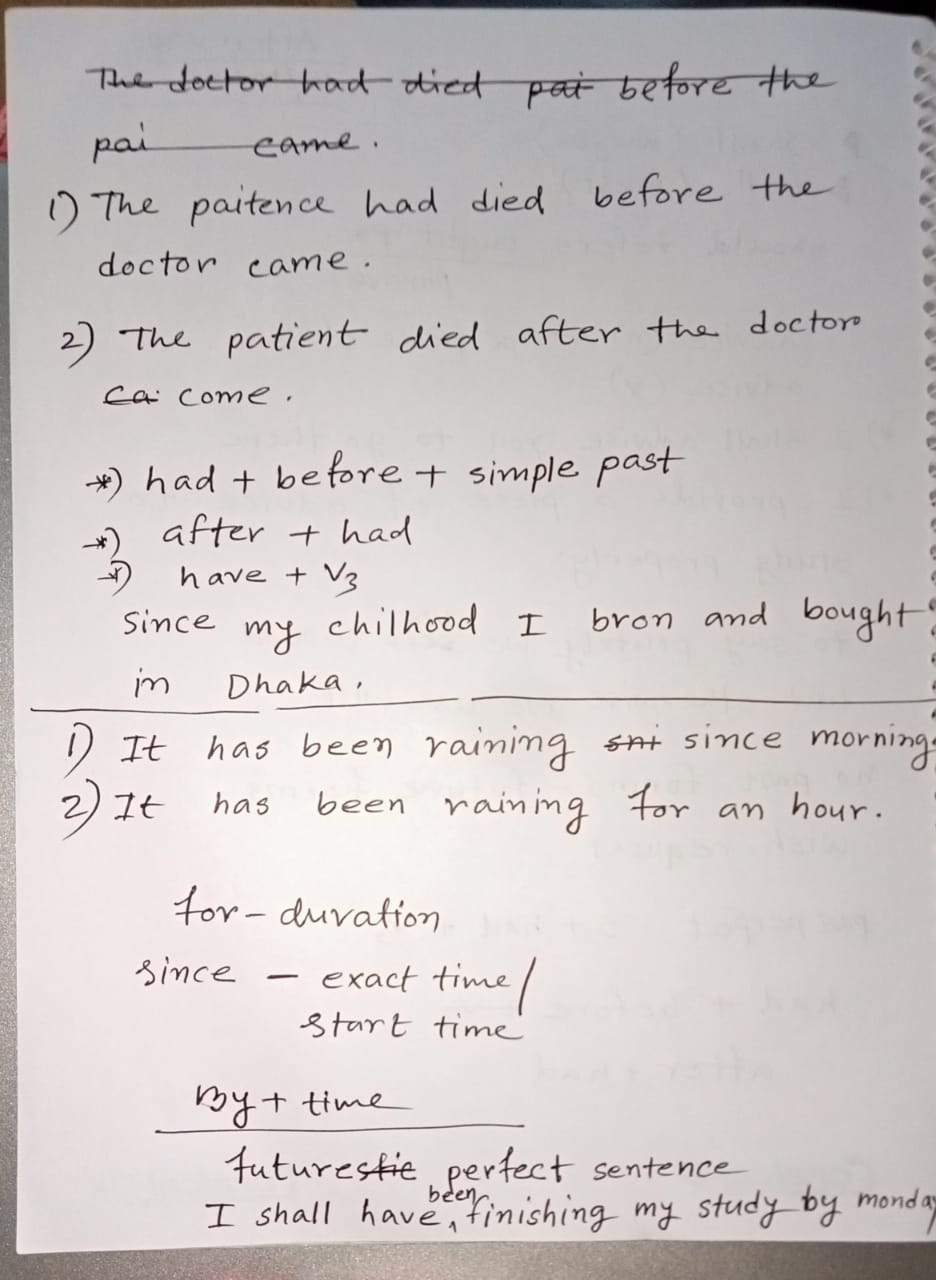 The doctor had died pat before the
pai came.
1) The paitence had died before the
doctor came.
2) The patient died after the doctor
ca come.
*) had + before + simple past
*) after + had
*) have + V3
since my chilhood I bron and bought
in Dhaka.
1) It has been raining sni since morning.
2) It has been raining for an hour.
for - duration
since - exact time/
start time
By + time
futurestic perfect sentence
I shall have been finishing my study by monday